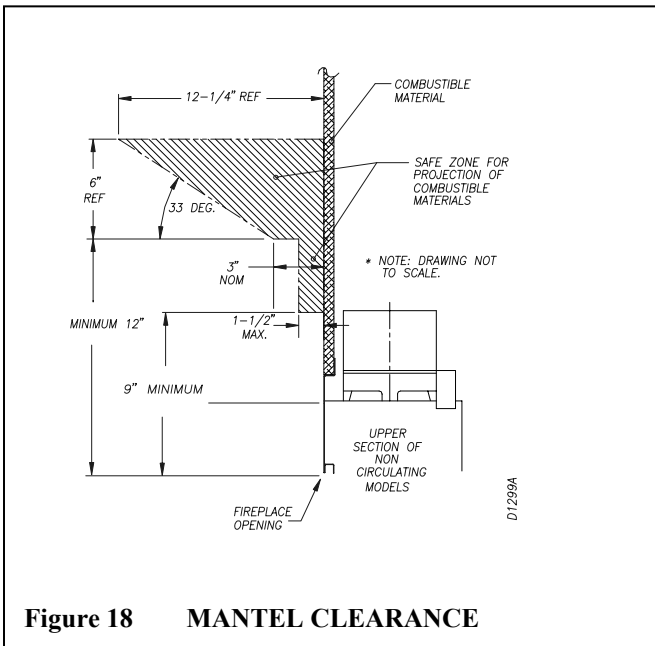 12-1/4" REF
COMBUSTIBLE
MATERIAL
SAFE ZONE FOR
PROJECTION OF
COMBUSTIBLE
MATERIALS
6"
REF
33 DEG.
3"
NOM
* NOTE: DRAWING NOT
TO SCALE.
MINIMUM 12"
1-1/2"
MAX.
9" MINIMUM
UPPER
SECTION OF
NON
CIRCULATING
MODELS
FIREPLACE
OPENING
D1299A
Figure 18 MANTEL CLEARANCE